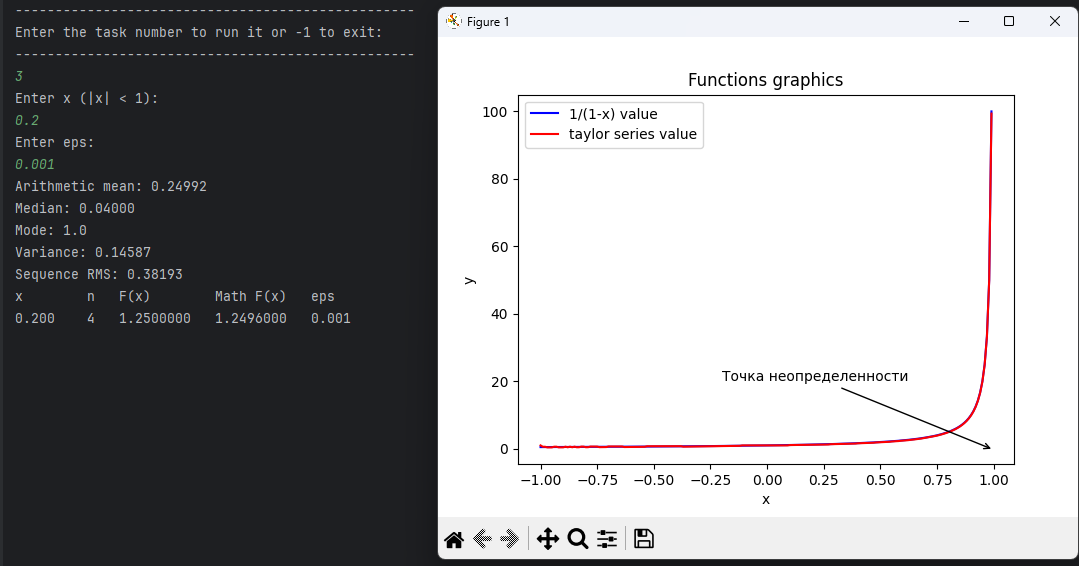 --------------------------------------------------
Enter the task number to run it or -1 to exit:
--------------------------------------------------
3
Enter x (|x| < 1):
0.2
Enter eps:
0.001
Arithmetic mean: 0.24992
Median: 0.04000
Mode: 1.0
Variance: 0.14587
Sequence RMS: 0.38193
x n F(x) Math F(x) eps
0.200 4 1.2500000 1.2496000 0.001
Figure 1
Functions graphics
1/(1-x) value
taylor series value
100
80
60
40
20
0
y
Точка неопределенности
−1.00 −0.75 −0.50 −0.25 0.00 0.25 0.50 0.75 1.00
x